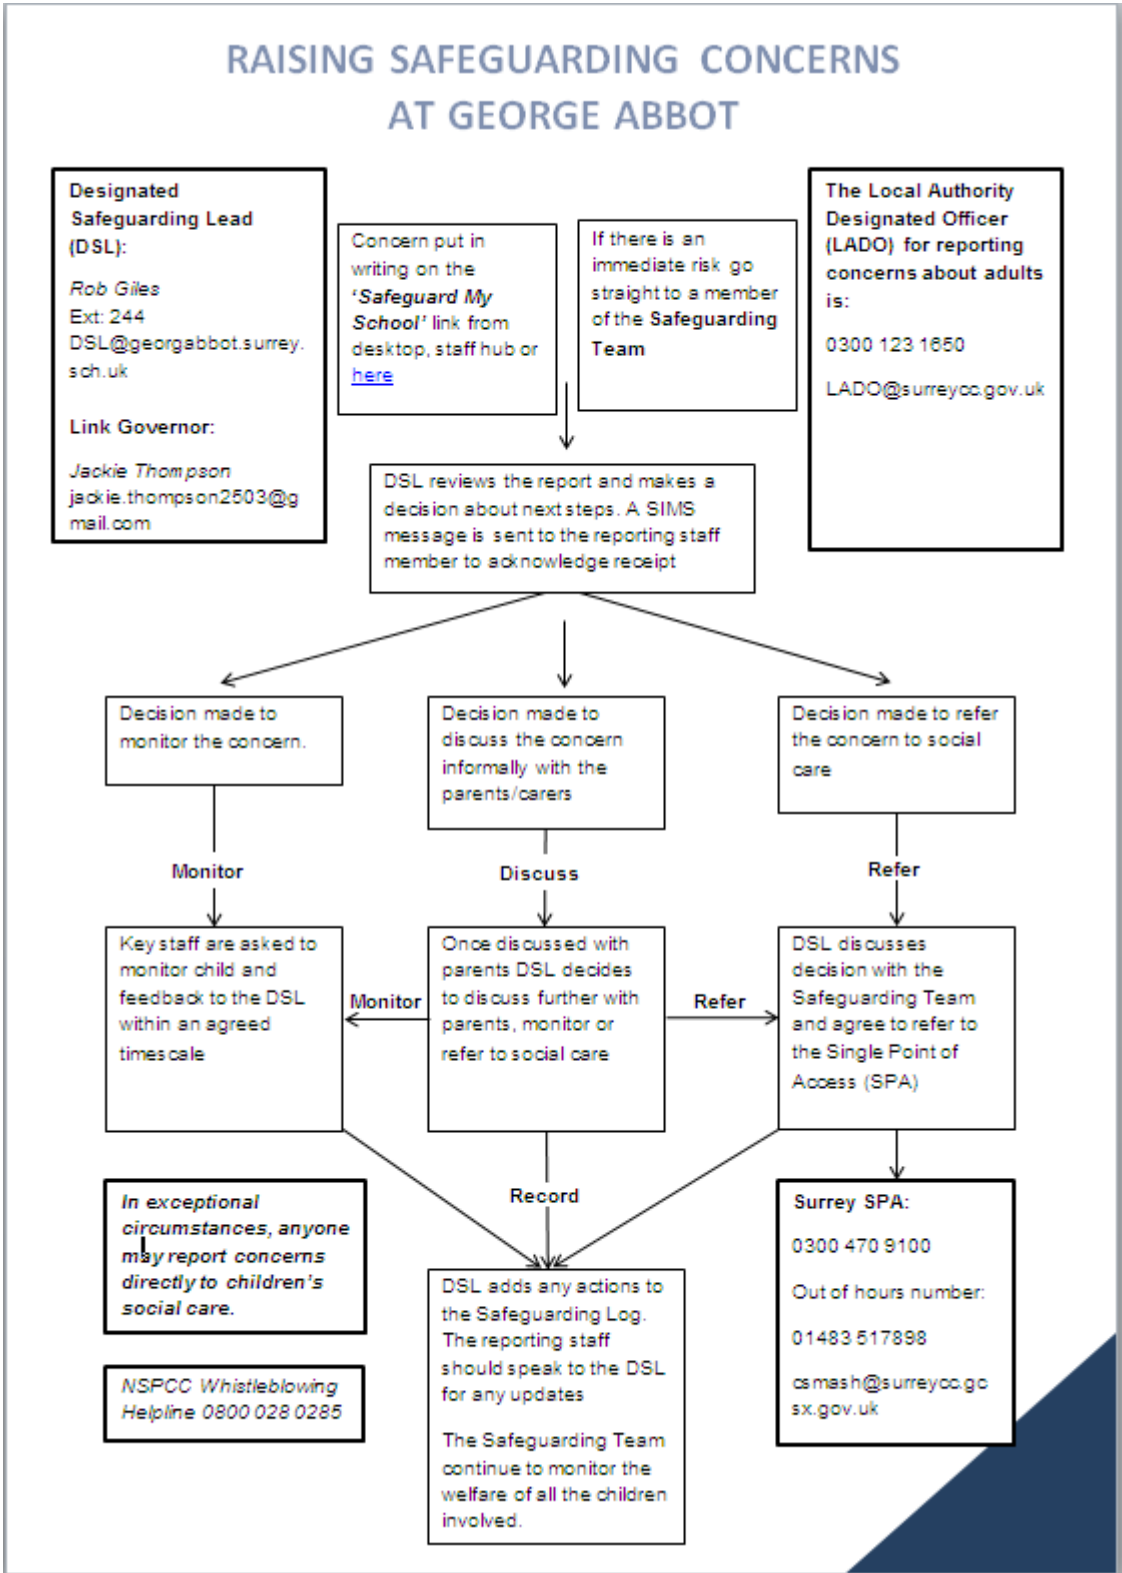 RAISING SAFEGUARDING CONCERNS
AT GEORGE ABBOT
Designated
Safeguarding Lead
(DSL):
Rob Giles
Ext: 244
DSL@georgabbot.surrey.
sch.uk
Link Governor:
Jackie Thompson
jackie.thompson2503@g
mail.com
Concern put in
writing on the
'Safeguard My
School' link from
desktop, staff hub or
here
If there is an
immediate risk go
straight to a member
of the Safeguarding
Team
The Local Authority
Designated Officer
(LADO) for reporting
concerns about adults
is:
0300 123 1650
LADO@surreycc.gov.uk
DSL reviews the report and makes a
decision about next steps. A SIMS
message is sent to the reporting staff
member to acknowledge receipt
Decision made to
monitor the concern.
Decision made to
discuss the concern
informally with the
parents/carers
Decision made to refer
the concern to social
care
Monitor
Discuss
Refer
Key staff are asked to
monitor child and
feedback to the DSL
within an agreed
timescale
Monitor
Once discussed with
parents DSL decides
to discuss further with
parents, monitor or
refer to social care
Refer
DSL discusses
decision with the
Safeguarding Team
and agree to refer to
the Single Point of
Access (SPA)
Record
In exceptional
circumstances, anyone
may report concerns
directly to children's
social care.
NSPCC Whistleblowing
Helpline 0800 028 0285
DSL adds any actions to
the Safeguarding Log.
The reporting staff
should speak to the DSL
for any updates
The Safeguarding Team
continue to monitor the
welfare of all the children
involved.
Surrey SPA:
0300 470 9100
Out of hours number:
01483 517898
csmash@surreycc.gc
sx.gov.uk